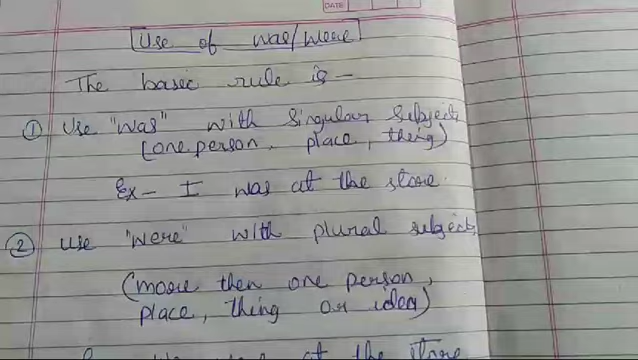 DATE
Use of was/were
The basic rule is –
① Use "was" with singular subject
(one person, place, thing)
Ex – I was at the store.
② Use "were" with plural subject
(more then one person,
place, thing or idea)
at the store